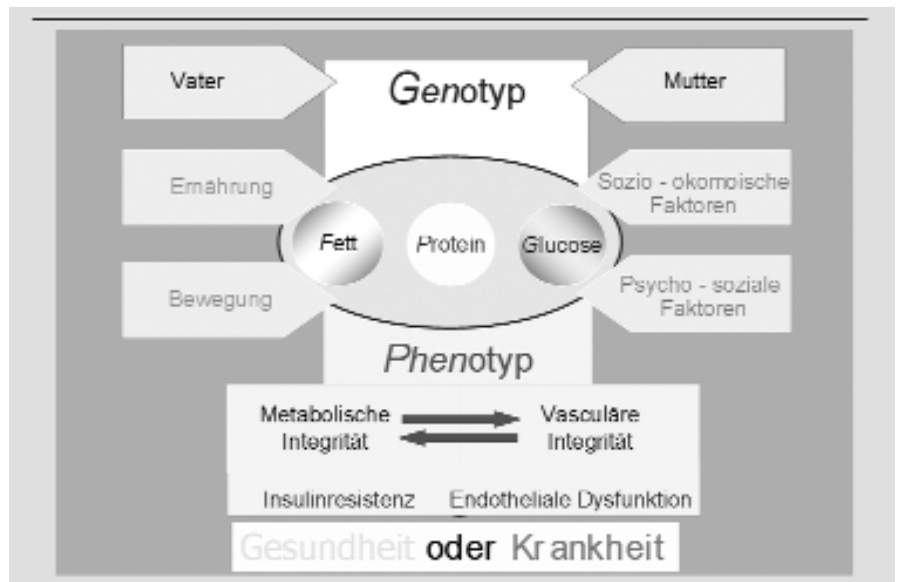 Vater
Genotyp
Mutter
Ernährung
Sozio - okomoische
Faktoren
Fett
Protein
Glucose
Bewegung
Psycho - soziale
Faktoren
Phenotyp
Metabolische
Integrität
Vasculäre
Integrität
Insulinresistenz
Endotheliale Dysfunktion
Gesundheit oder Krankheit